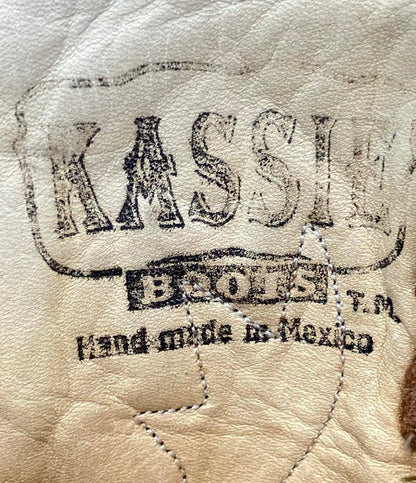 KASSIE
BOOTS
T.M.
Hand made in Mexico